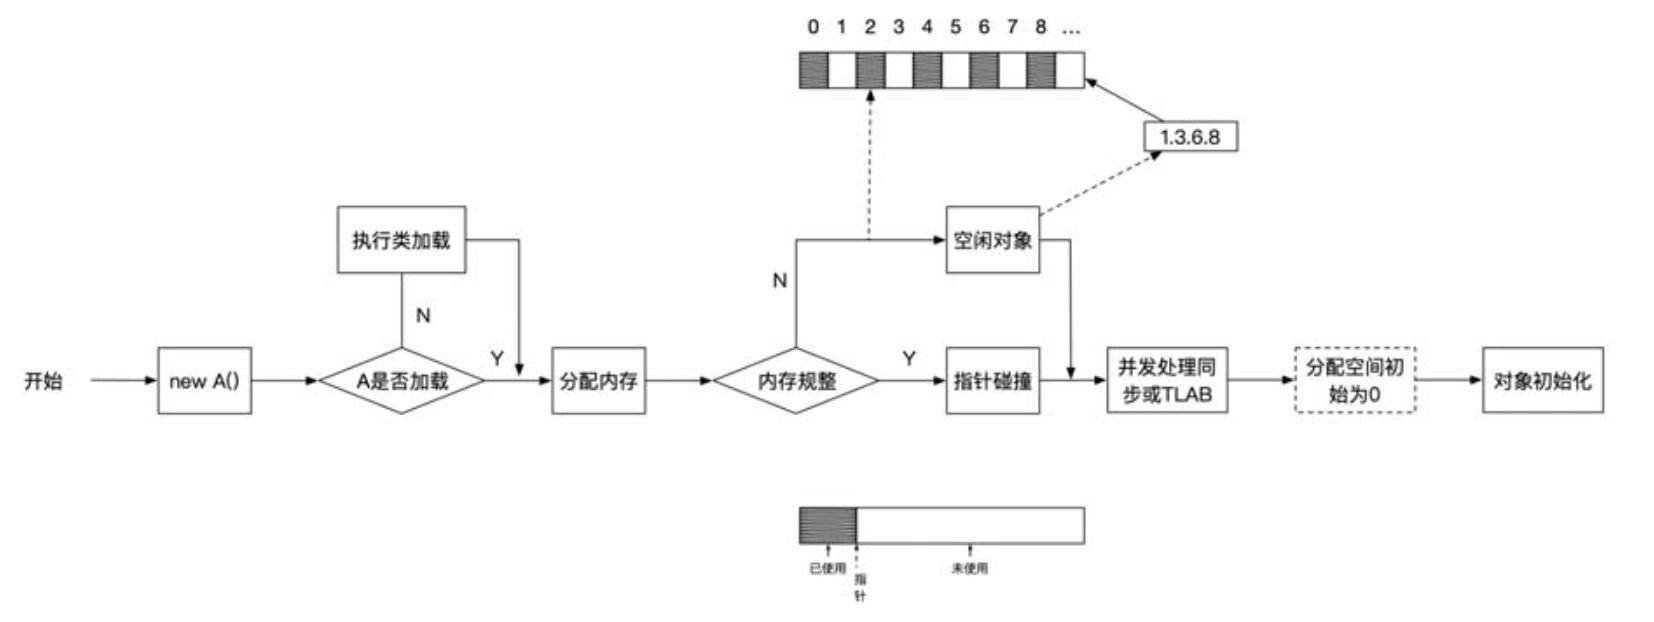 0 1 2 3 4 5 6 7 8 ...
1.3.6.8
执行类加载
空闲对象
N
N
开始
new A()
A是否加载
Y
分配内存
内存规整
Y
指针碰撞
并发处理同
步或TLAB
分配空间初
始为0
对象初始化
已使用
指
针
未使用